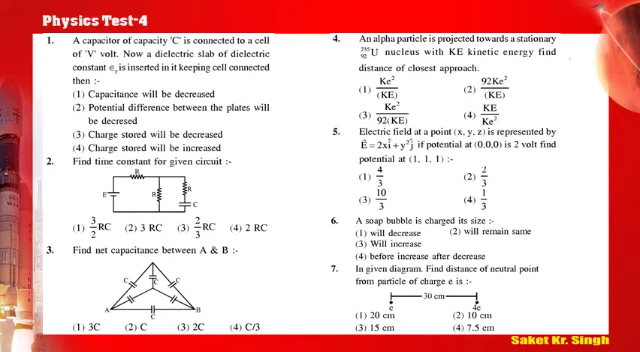 Physics Test-4
1. A capacitor of capacity 'C' is connected to a cell
of 'V' volt. Now a dielectric slab of dielectric
constant ∈r is inserted in it keeping cell connected
then :-
(1) Capacitance will be decreased
(2) Potential difference between the plates will
be decresed
(3) Charge stored will be decreased
(4) Charge stored will be increased
2. Find time constant for given circuit :-
R
E R R
C
(1) 3/2 RC (2) 3 RC (3) 2/3 RC (4) 2 RC
3. Find net capacitance between A & B :-
C C C
A C B
(1) 3C (2) C (3) 2C (4) C/3
4. An alpha particle is projected towards a stationary
²³⁵₉₂U nucleus with KE kinetic energy find
distance of closest approach.
(1) Ke²/(KE) (2) 92Ke²/(KE)
(3) Ke²/92(KE) (4) KE/Ke²
5. Electric field at a point (x, y, z) is represented by
E⃗ = 2xî + y²ĵ if potential at (0,0,0) is 2 volt find
potential at (1, 1, 1) :-
(1) 4/3 (2) 2/3
(3) 10/3 (4) 1/3
6. A soap bubble is charged its size :-
(1) will decrease (2) will remain same
(3) Will increase
(4) before increase after decrease
7. In given diagram. Find distance of neutral point
from particle of charge e is :-
30 cm
e 4e
(1) 20 cm (2) 10 cm
(3) 15 cm (4) 7.5 cm
Saket Kr. Singh